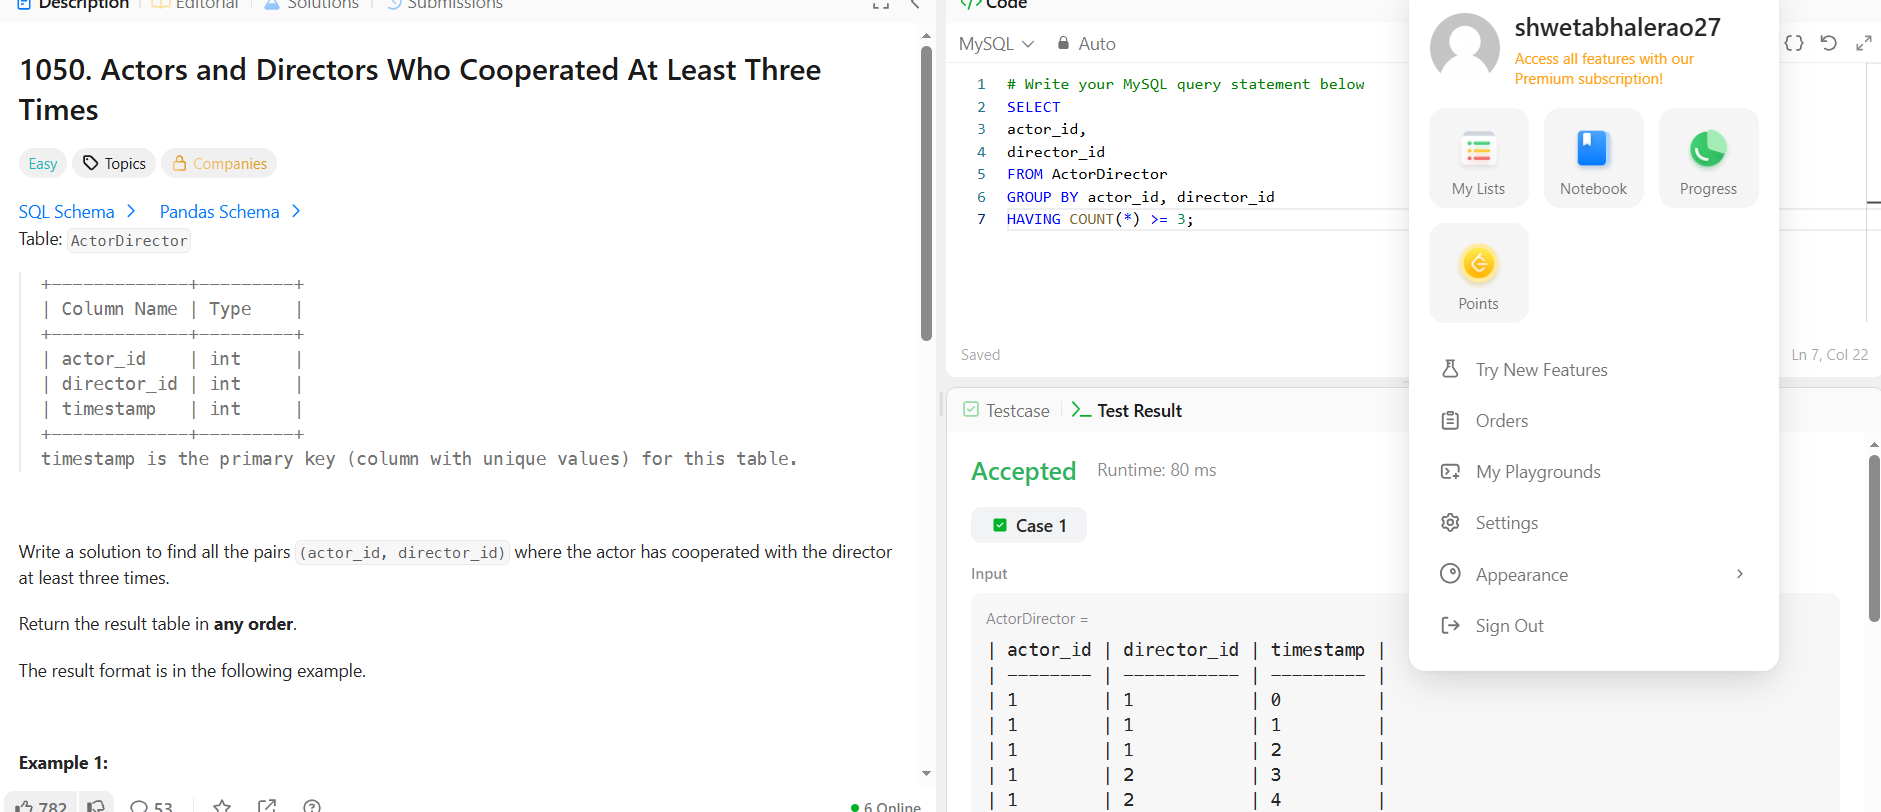 Description Editorial Solutions Submissions
1050. Actors and Directors Who Cooperated At Least Three
Times
Easy Topics Companies
SQL Schema > Pandas Schema >
Table: ActorDirector
+-------------+---------+
| Column Name | Type    |
+-------------+---------+
| actor_id    | int     |
| director_id | int     |
| timestamp   | int     |
+-------------+---------+
timestamp is the primary key (column with unique values) for this table.
Write a solution to find all the pairs (actor_id, director_id) where the actor has cooperated with the director
at least three times.
Return the result table in any order.
The result format is in the following example.
Example 1:
782 53 6 Online
</> Code
MySQL Auto
1 # Write your MySQL query statement below
2 SELECT
3 actor_id,
4 director_id
5 FROM ActorDirector
6 GROUP BY actor_id, director_id
7 HAVING COUNT(*) >= 3;
Saved
Ln 7, Col 22
Testcase >_ Test Result
Accepted Runtime: 80 ms
Case 1
Input
ActorDirector =
| actor_id | director_id | timestamp |
| -------- | ----------- | --------- |
| 1        | 1           | 0         |
| 1        | 1           | 1         |
| 1        | 1           | 2         |
| 1        | 2           | 3         |
| 1        | 2           | 4         |
shwetabhalerao27
Access all features with our
Premium subscription!
My Lists Notebook Progress
Points
Try New Features
Orders
My Playgrounds
Settings
Appearance >
Sign Out
{}